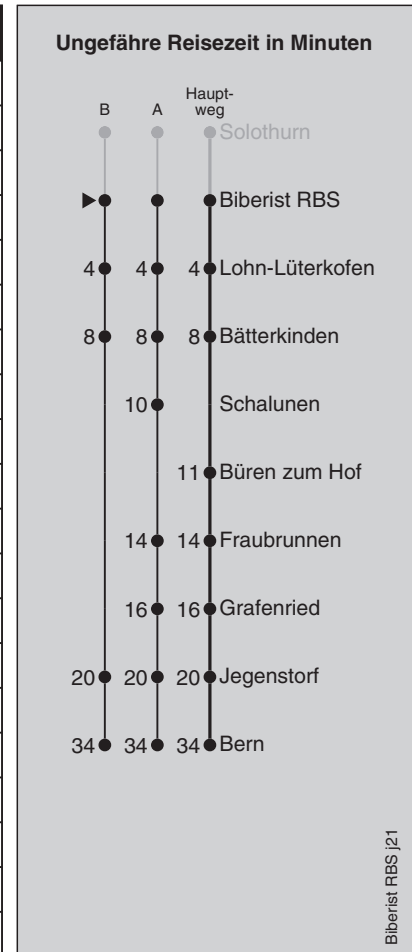 Ungefähre Reisezeit in Minuten
B A Haupt-
weg
Solothurn
Biberist RBS
4 4 4 Lohn-Lüterkofen
8 8 8 Bätterkinden
10 Schalunen
11 Büren zum Hof
14 14 Fraubrunnen
16 16 Grafenried
20 20 20 Jegenstorf
34 34 34 Bern
Biberist RBS j21